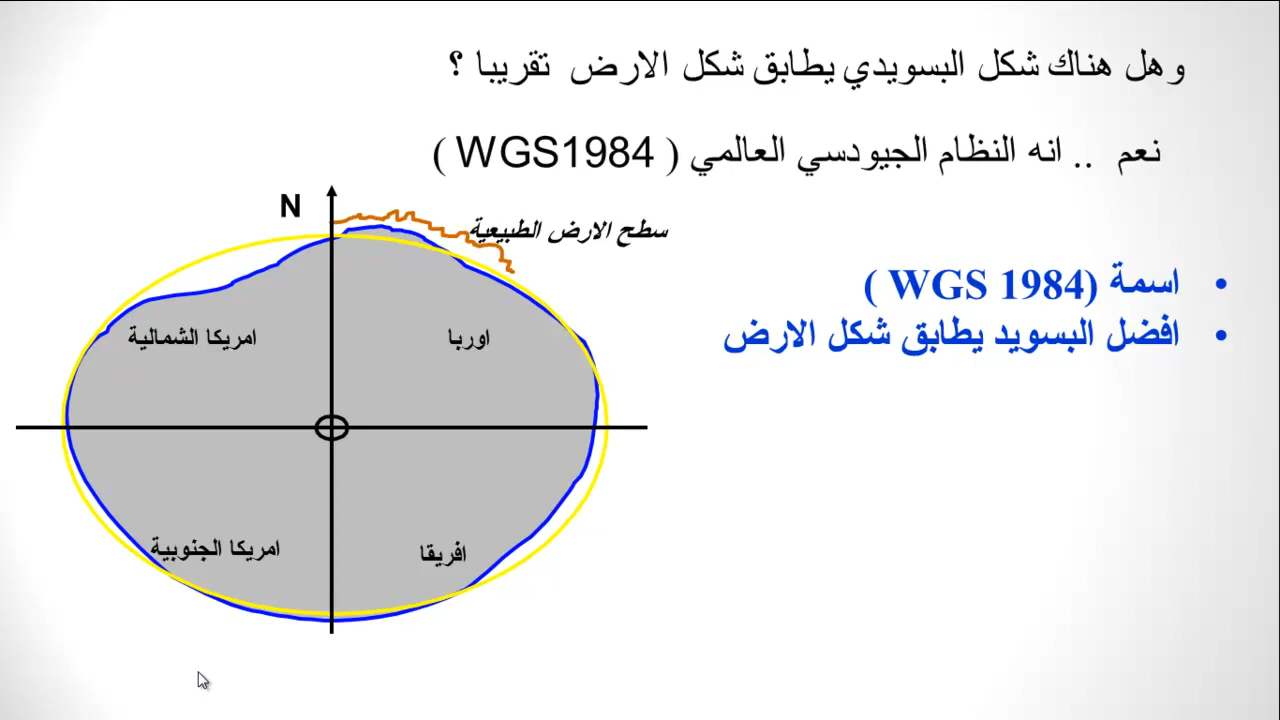 وهل هناك شكل البسويدي يطابق شكل الارض تقريبا ؟
نعم .. انه النظام الجيودسي العالمي ( WGS1984 )
N
سطح الارض الطبيعية
• اسمة (WGS 1984 )
• افضل البسويد يطابق شكل الارض
امريكا الشمالية
اوربا
امريكا الجنوبية
افريقا